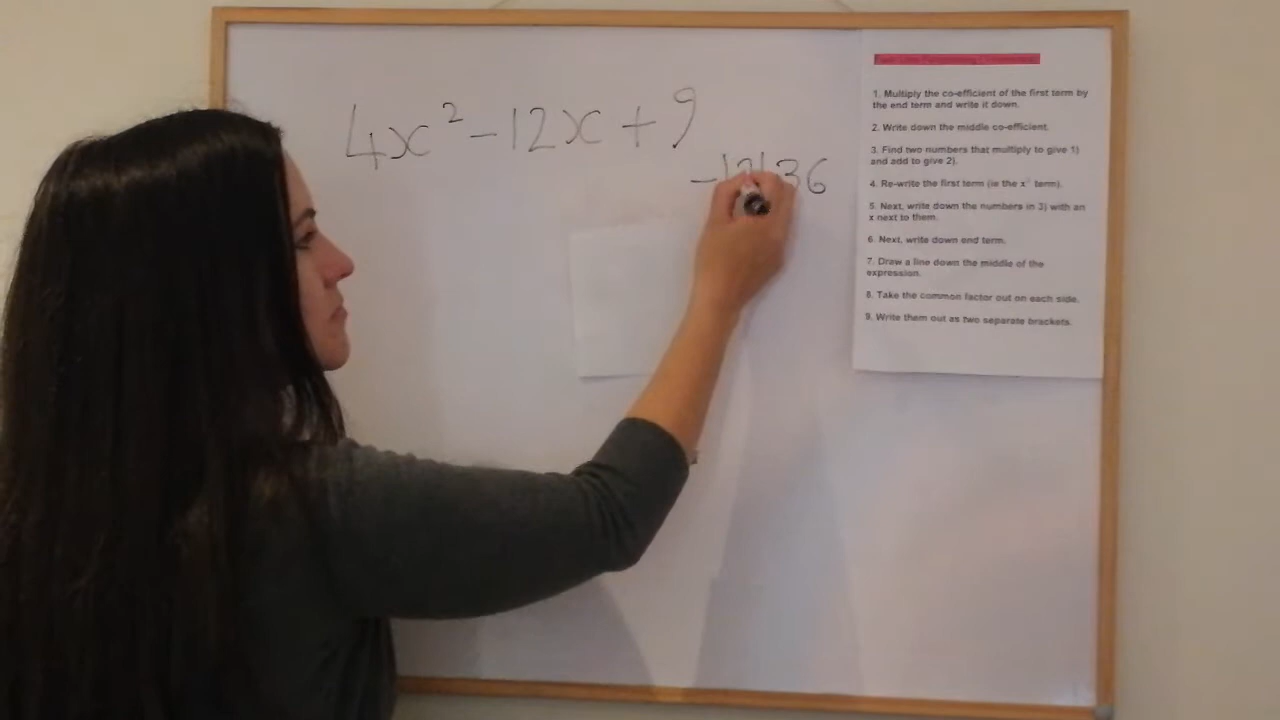 4x² - 12x + 9
-12 | 36
1. Multiply the co-efficient of the first term by
the end term and write it down.
2. Write down the middle co-efficient.
3. Find two numbers that multiply to give 1)
and add to give 2).
4. Re-write the first term (ie the x² term).
5. Next, write down the numbers in 3) with an
x next to them.
6. Next, write down end term.
7. Draw a line down the middle of the
expression.
8. Take the common factor out on each side.
9. Write them out as two separate brackets.